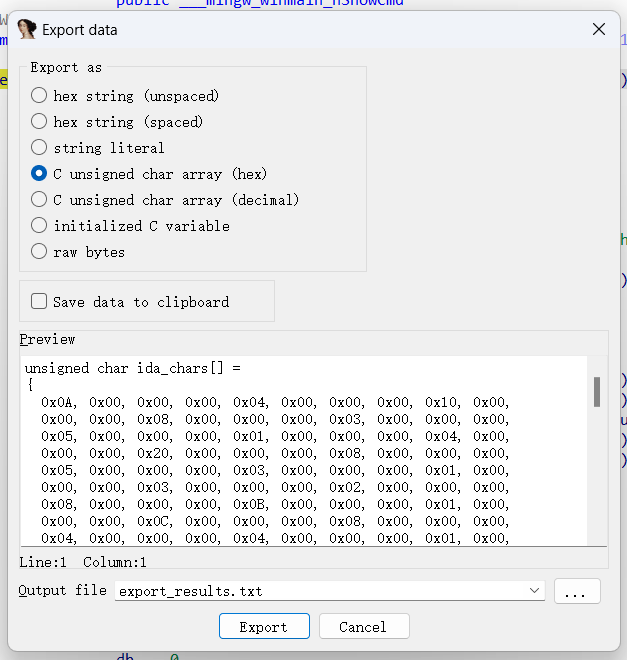 public ___mingw_winmain_nShowCmd
Export data
Export as
hex string (unspaced)
hex string (spaced)
string literal
C unsigned char array (hex)
C unsigned char array (decimal)
initialized C variable
raw bytes
Save data to clipboard
Preview
unsigned char ida_chars[] =
{
0x0A, 0x00, 0x00, 0x00, 0x04, 0x00, 0x00, 0x00, 0x10, 0x00,
0x00, 0x00, 0x08, 0x00, 0x00, 0x00, 0x03, 0x00, 0x00, 0x00,
0x05, 0x00, 0x00, 0x00, 0x01, 0x00, 0x00, 0x00, 0x04, 0x00,
0x00, 0x00, 0x20, 0x00, 0x00, 0x00, 0x08, 0x00, 0x00, 0x00,
0x05, 0x00, 0x00, 0x00, 0x03, 0x00, 0x00, 0x00, 0x01, 0x00,
0x00, 0x00, 0x03, 0x00, 0x00, 0x00, 0x02, 0x00, 0x00, 0x00,
0x08, 0x00, 0x00, 0x00, 0x0B, 0x00, 0x00, 0x00, 0x01, 0x00,
0x00, 0x00, 0x0C, 0x00, 0x00, 0x00, 0x08, 0x00, 0x00, 0x00,
0x04, 0x00, 0x00, 0x00, 0x04, 0x00, 0x00, 0x00, 0x01, 0x00,
Line:1 Column:1
Output file export_results.txt ...
Export Cancel